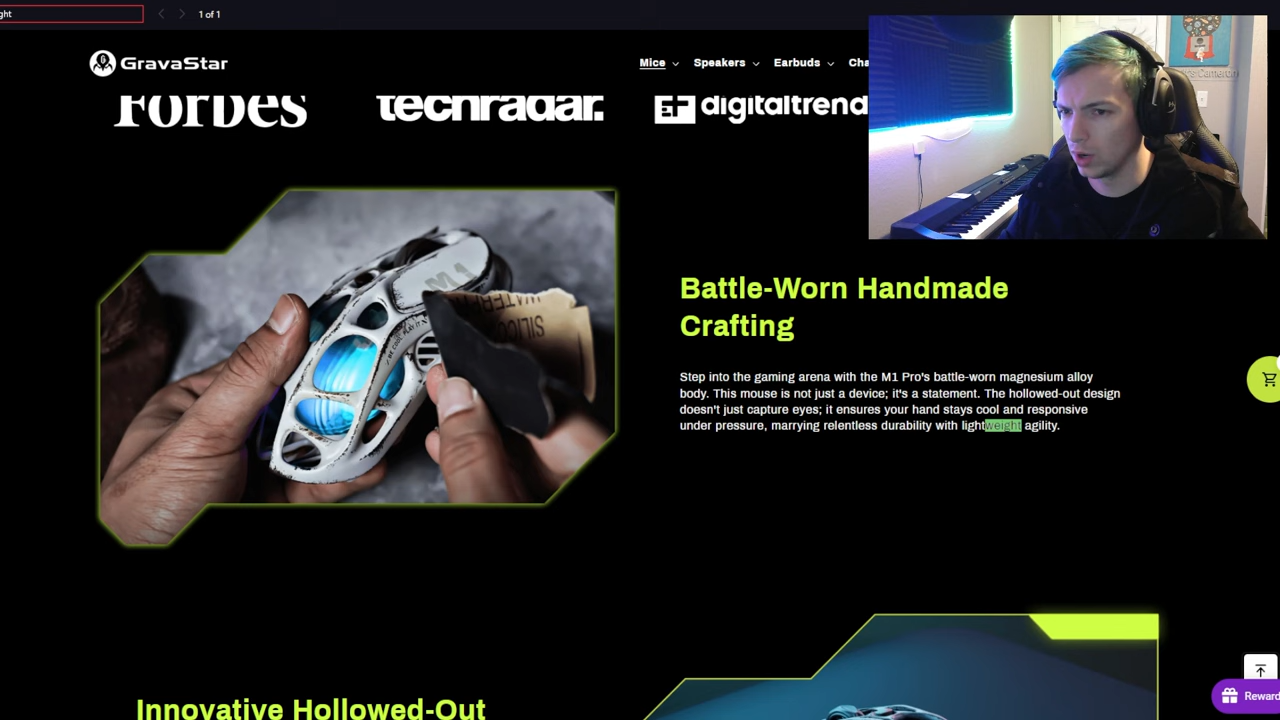 ght
1 of 1
GravaStar
Mice
Speakers
Earbuds
Cha
Forbes
techradar.
digitaltrend
M1
SILIC
Battle-Worn Handmade
Crafting
Step into the gaming arena with the M1 Pro's battle-worn magnesium alloy
body. This mouse is not just a device; it's a statement. The hollowed-out design
doesn't just capture eyes; it ensures your hand stays cool and responsive
under pressure, marrying relentless durability with lightweight agility.
Innovative Hollowed-Out
Reward